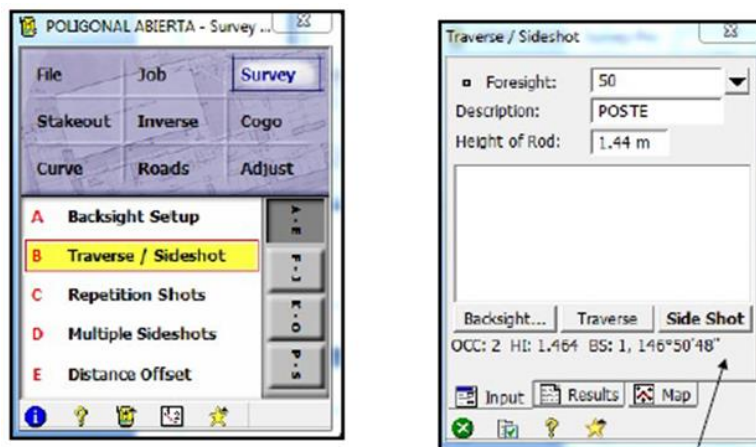 POLIGONAL ABIERTA - Survey ...
File Job Survey
Stakeout Inverse Cogo
Curve Roads Adjust
A Backsight Setup
B Traverse / Sideshot
C Repetition Shots
D Multiple Sideshots
E Distance Offset
A-E
F-J
K-O
P-S
Traverse / Sideshot
Foresight: 50
Description: POSTE
Height of Rod: 1.44 m
Backsight... Traverse Side Shot
OCC: 2 HI: 1.464 BS: 1, 146°50'48"
Input Results Map